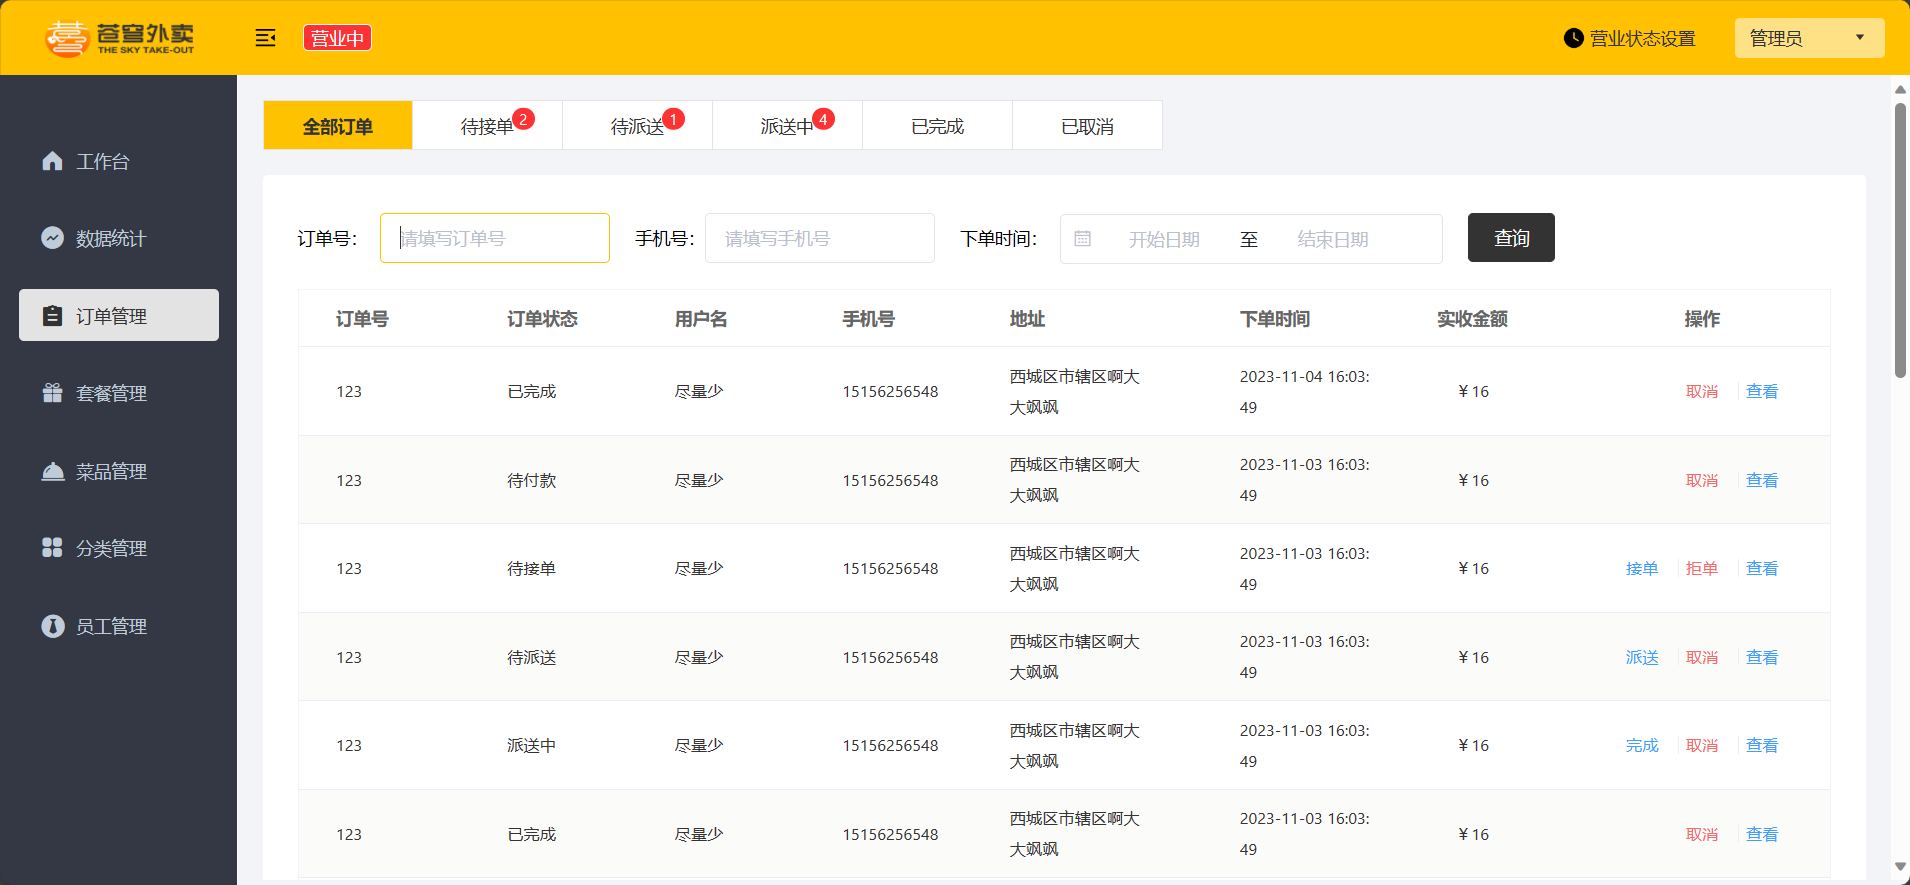 苍穹外卖
THE SKY TAKE-OUT
营业中
营业状态设置
管理员
工作台
数据统计
订单管理
套餐管理
菜品管理
分类管理
员工管理
全部订单 待接单 2 待派送 1 派送中 4 已完成 已取消
订单号： 请填写订单号 手机号： 请填写手机号 下单时间： 开始日期 至 结束日期 查询
订单号 订单状态 用户名 手机号 地址 下单时间 实收金额 操作
123 已完成 尽量少 15156256548 西城区市辖区啊大 2023-11-04 16:03: ￥16 取消 查看
大飒飒 49
123 待付款 尽量少 15156256548 西城区市辖区啊大 2023-11-03 16:03: ￥16 取消 查看
大飒飒 49
123 待接单 尽量少 15156256548 西城区市辖区啊大 2023-11-03 16:03: ￥16 接单 拒单 查看
大飒飒 49
123 待派送 尽量少 15156256548 西城区市辖区啊大 2023-11-03 16:03: ￥16 派送 取消 查看
大飒飒 49
123 派送中 尽量少 15156256548 西城区市辖区啊大 2023-11-03 16:03: ￥16 完成 取消 查看
大飒飒 49
123 已完成 尽量少 15156256548 西城区市辖区啊大 2023-11-03 16:03: ￥16 取消 查看
大飒飒 49